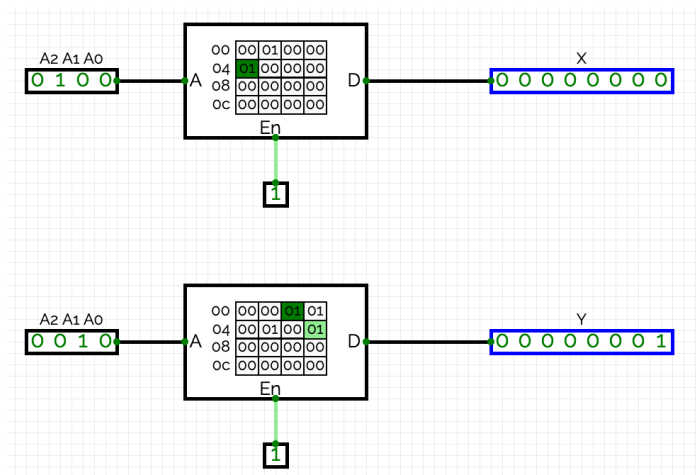 A2 A1 A0
0 1 0 0
A
00 00 01 00 00
04 01 00 00 00
08 00 00 00 00
0c 00 00 00 00
D
En
1
X
0 0 0 0 0 0 0 0
A2 A1 A0
0 0 1 0
A
00 00 00 01 01
04 00 01 00 01
08 00 00 00 00
0c 00 00 00 00
D
En
1
Y
0 0 0 0 0 0 0 1